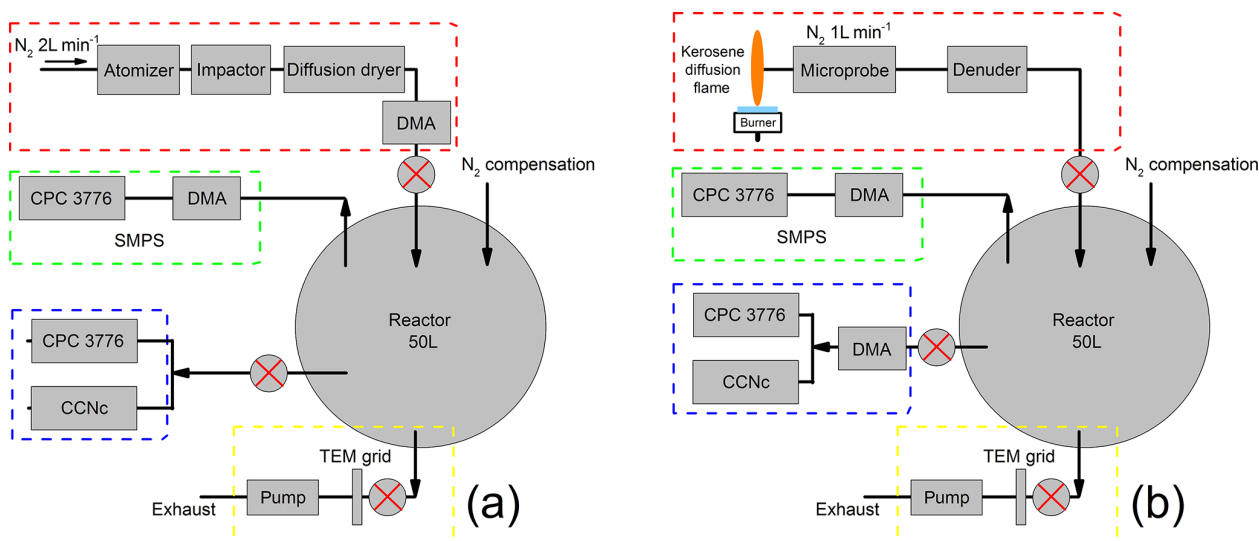 N₂ 2L min⁻¹
Atomizer
Impactor
Diffusion dryer
DMA
N₂ compensation
CPC 3776
DMA
SMPS
Reactor
50L
CPC 3776
CCNc
TEM grid
Pump
Exhaust
(a)
Kerosene
diffusion
flame
N₂ 1L min⁻¹
Microprobe
Denuder
Burner
N₂ compensation
CPC 3776
DMA
SMPS
Reactor
50L
CPC 3776
DMA
CCNc
TEM grid
Pump
Exhaust
(b)